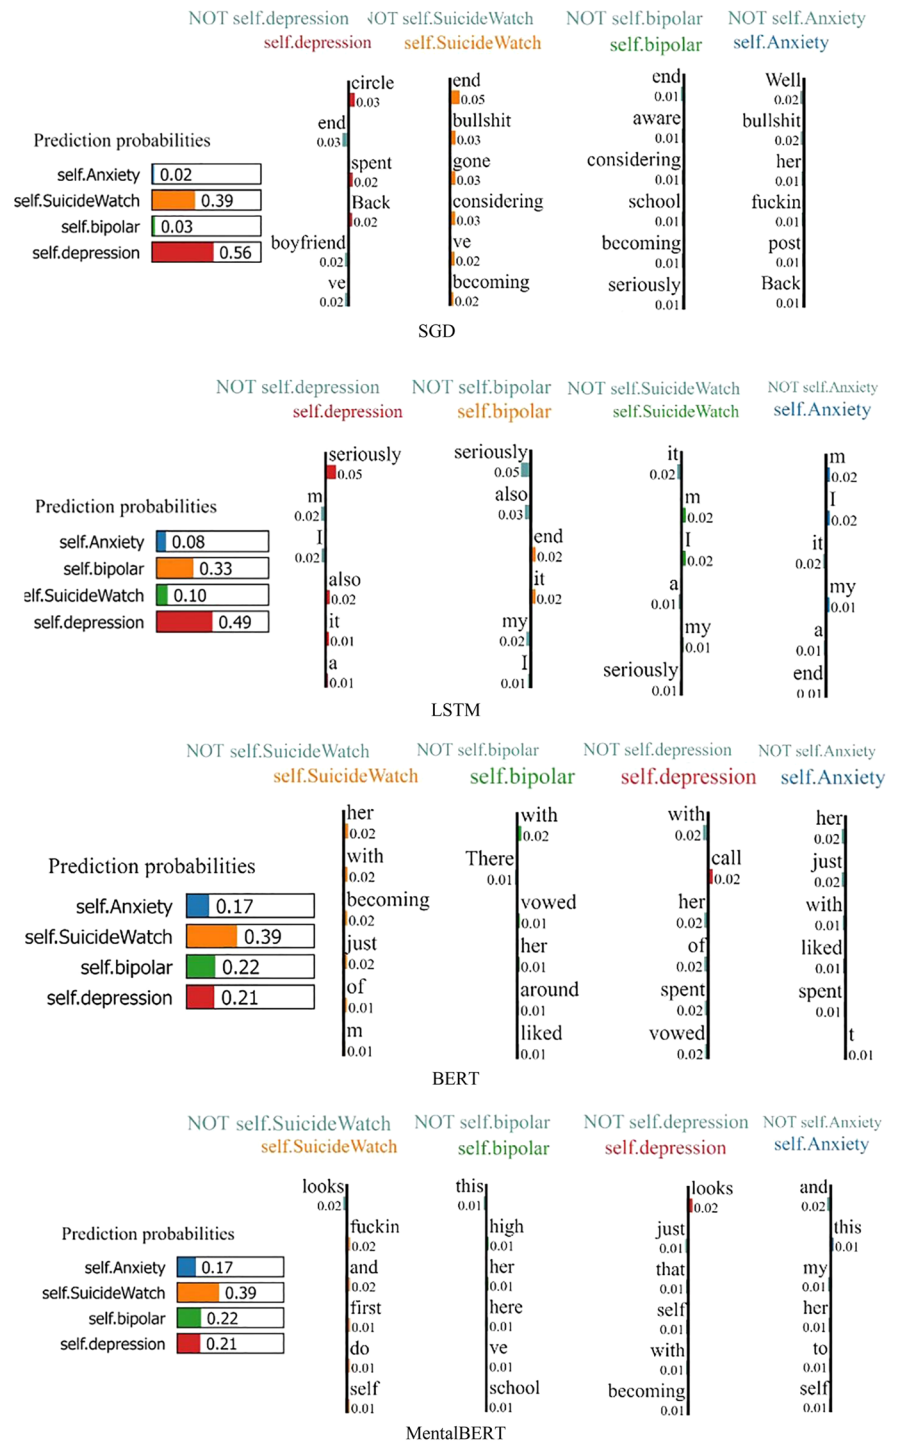 NOT self.depression NOT self.SuicideWatch NOT self.bipolar NOT self.Anxiety
self.depression self.SuicideWatch self.bipolar self.Anxiety
Prediction probabilities
self.Anxiety 0.02
self.SuicideWatch 0.39
self.bipolar 0.03
self.depression 0.56
circle
0.03
end
0.03
spent
0.02
Back
0.02
boyfriend
0.02
ve
0.02
end
0.05
bullshit
0.03
gone
0.03
considering
0.03
ve
0.02
becoming
0.02
end
0.01
aware
0.01
considering
0.01
school
0.01
becoming
0.01
seriously
0.01
Well
0.02
bullshit
0.02
her
0.01
fuckin
0.01
post
0.01
Back
0.01
SGD
NOT self.depression NOT self.bipolar NOT self.SuicideWatch NOT self.Anxiety
self.depression self.bipolar self.SuicideWatch self.Anxiety
Prediction probabilities
self.Anxiety 0.08
self.bipolar 0.33
elf.SuicideWatch 0.10
self.depression 0.49
seriously
0.05
m
0.02
I
0.02
also
0.02
it
0.01
a
0.01
seriously
0.05
also
0.03
end
0.02
it
0.02
my
0.02
I
0.01
it
0.02
m
0.02
I
0.02
a
0.01
my
0.01
seriously
0.01
m
0.02
I
0.02
it
0.02
my
0.01
a
0.01
end
0.01
LSTM
NOT self.SuicideWatch NOT self.bipolar NOT self.depression NOT self.Anxiety
self.SuicideWatch self.bipolar self.depression self.Anxiety
Prediction probabilities
self.Anxiety 0.17
self.SuicideWatch 0.39
self.bipolar 0.22
self.depression 0.21
her
0.02
with
0.02
becoming
0.02
just
0.02
of
0.01
m
0.01
with
0.02
There
0.01
vowed
0.01
her
0.01
around
0.01
liked
0.01
with
0.02
call
0.02
her
0.02
of
0.02
spent
0.02
vowed
0.02
her
0.02
just
0.02
with
0.01
liked
0.01
spent
0.01
t
0.01
BERT
NOT self.SuicideWatch NOT self.bipolar NOT self.depression NOT self.Anxiety
self.SuicideWatch self.bipolar self.depression self.Anxiety
Prediction probabilities
self.Anxiety 0.17
self.SuicideWatch 0.39
self.bipolar 0.22
self.depression 0.21
looks
0.02
fuckin
0.02
and
0.02
first
0.01
do
0.01
self
0.01
this
0.01
high
0.01
her
0.01
here
0.01
ve
0.01
school
0.01
looks
0.02
just
0.01
that
0.01
self
0.01
with
0.01
becoming
0.01
and
0.02
this
0.01
my
0.01
her
0.01
to
0.01
self
0.01
MentalBERT